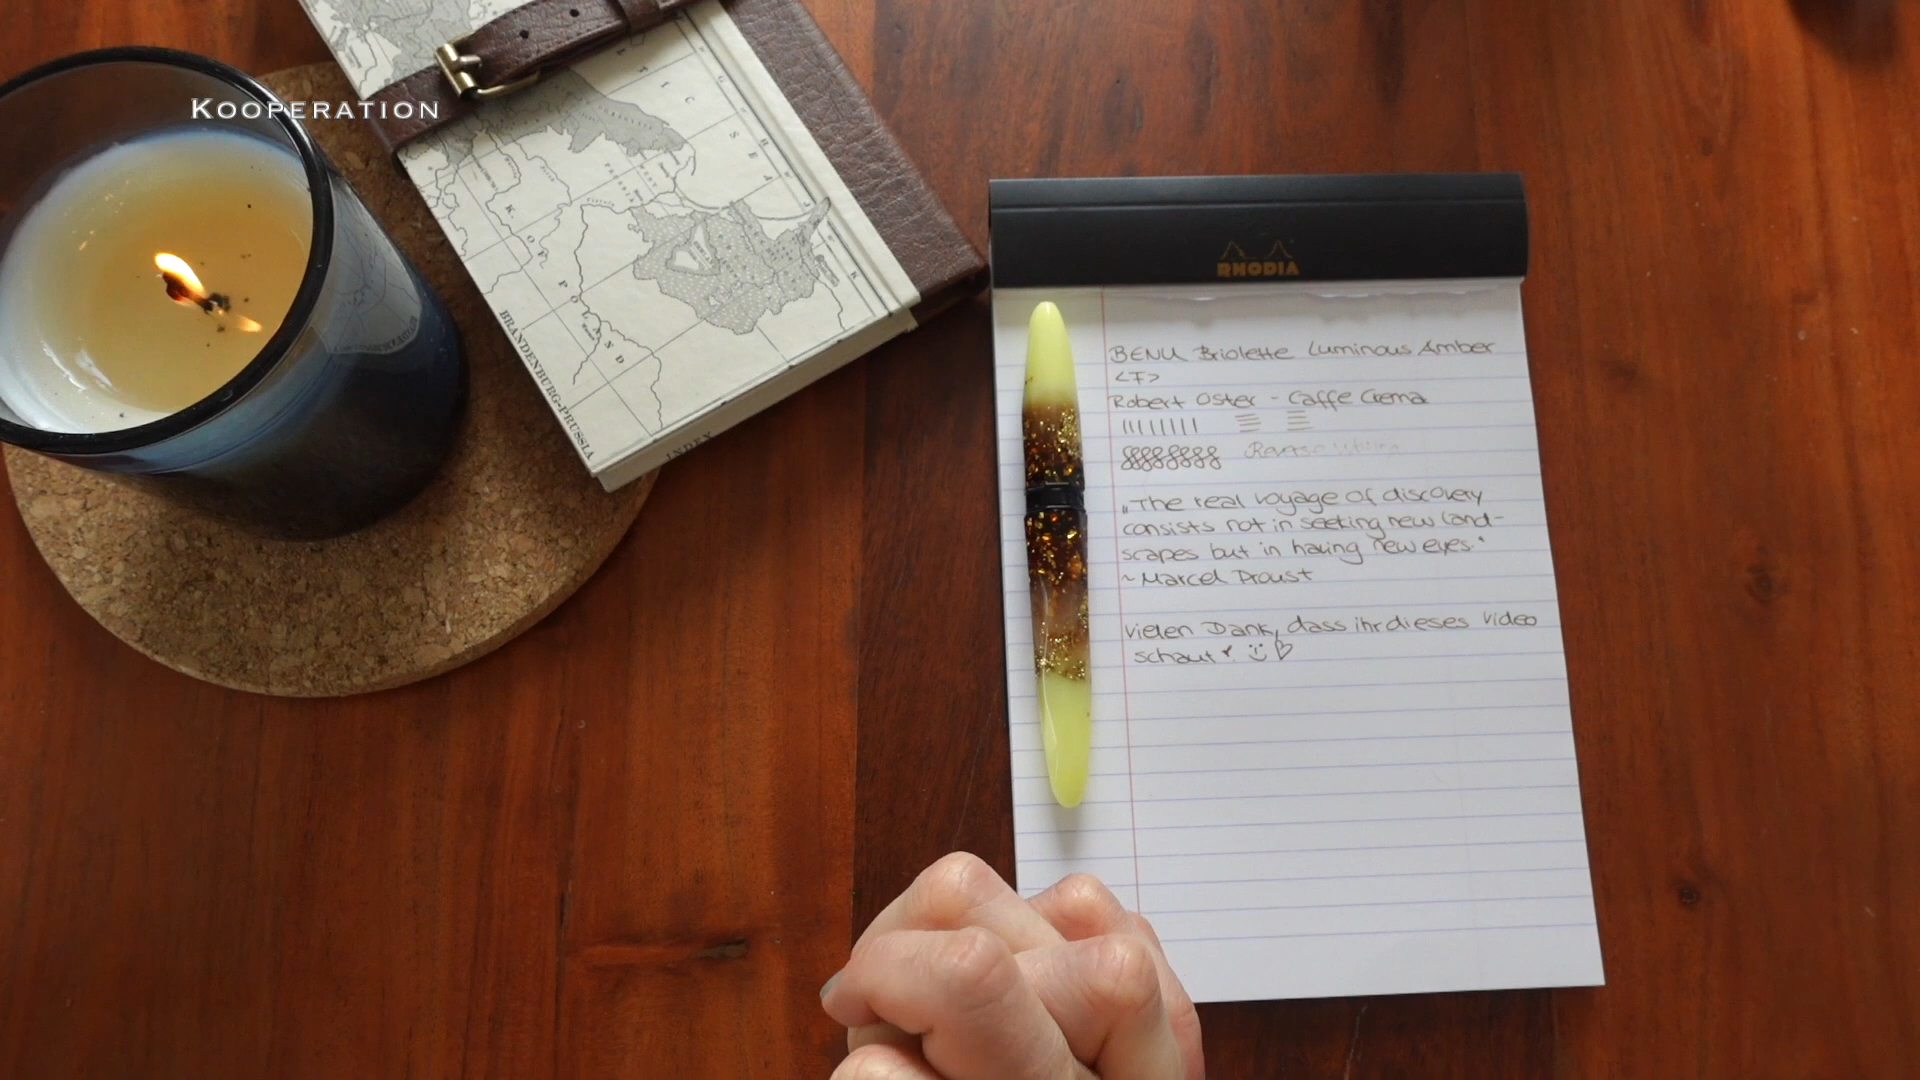 KOOPERATION
BRANDENBURG-PRUSSIA
INDEX
POLAND
RHODIA
BENU Briolette Luminous Amber
<F>
Robert Oster - Caffe Crema
Reverse Writing
„The real voyage of discovery
consists not in seeking new land-
scapes but in having new eyes."
~ Marcel Proust
Vielen Dank, dass ihr dieses Video
schaut